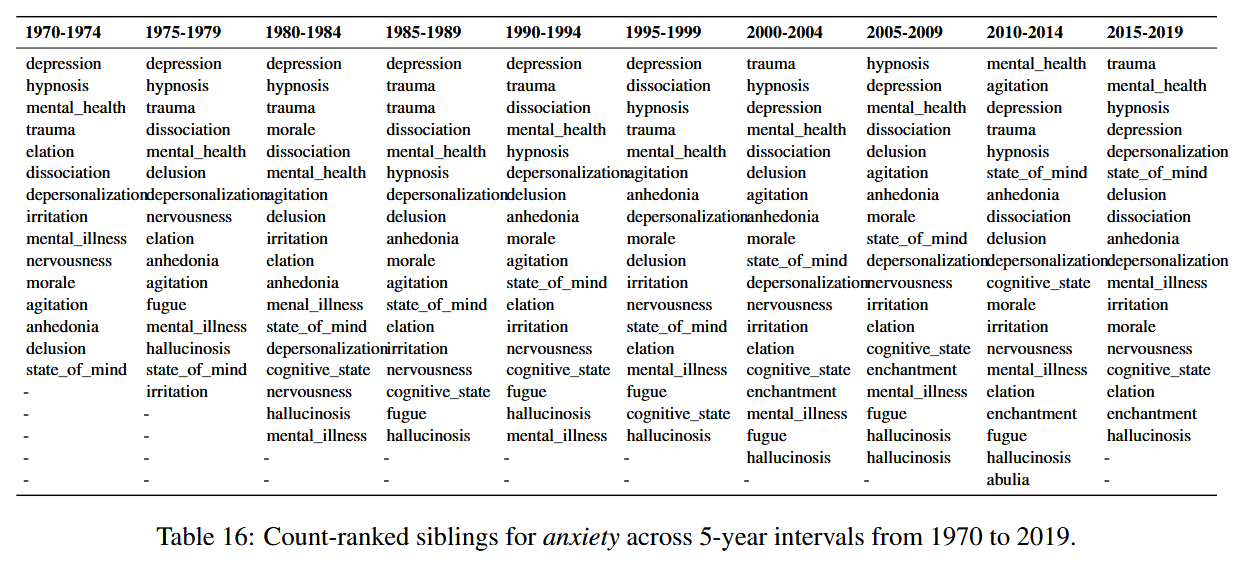 1970-1974 1975-1979 1980-1984 1985-1989 1990-1994 1995-1999 2000-2004 2005-2009 2010-2014 2015-2019
depression depression depression depression depression depression trauma hypnosis mental_health trauma
hypnosis hypnosis hypnosis trauma trauma dissociation hypnosis depression agitation mental_health
mental_health trauma trauma trauma dissociation hypnosis depression mental_health depression hypnosis
trauma dissociation morale dissociation mental_health trauma mental_health dissociation trauma depression
elation mental_health dissociation mental_health hypnosis mental_health dissociation delusion hypnosis depersonalization
dissociation delusion mental_health hypnosis depersonalization agitation delusion agitation state_of_mind state_of_mind
depersonalization depersonalization agitation depersonalization delusion anhedonia agitation anhedonia anhedonia delusion
irritation nervousness delusion delusion anhedonia depersonalization anhedonia morale dissociation dissociation
mental_illness elation irritation anhedonia morale morale morale state_of_mind delusion anhedonia
nervousness anhedonia elation morale agitation delusion state_of_mind depersonalization depersonalization depersonalization
morale agitation anhedonia agitation state_of_mind irritation depersonalization nervousness cognitive_state mental_illness
agitation fugue menal_illness state_of_mind elation nervousness nervousness irritation morale irritation
anhedonia mental_illness state_of_mind elation irritation state_of_mind irritation elation irritation morale
delusion hallucinosis depersonalization irritation nervousness elation elation cognitive_state nervousness nervousness
state_of_mind state_of_mind cognitive_state nervousness cognitive_state mental_illness cognitive_state enchantment mental_illness cognitive_state
- irritation nervousness cognitive_state fugue fugue enchantment mental_illness elation elation
- - hallucinosis fugue hallucinosis cognitive_state mental_illness fugue enchantment enchantment
- - mental_illness hallucinosis mental_illness hallucinosis fugue hallucinosis fugue hallucinosis
- - - - - - hallucinosis hallucinosis hallucinosis -
- - - - - - - - abulia -
Table 16: Count-ranked siblings for anxiety across 5-year intervals from 1970 to 2019.